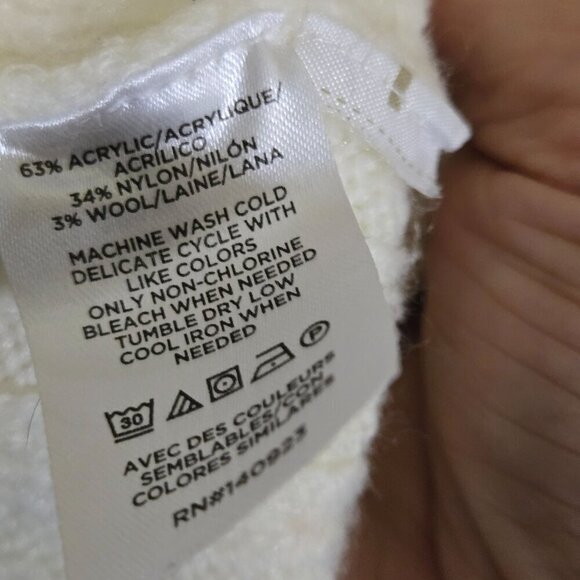 63% ACRYLIC/ACRYLIQUE/
ACRÍLICO
34% NYLON/NILÓN
3% WOOL/LAINE/LANA
MACHINE WASH COLD
DELICATE CYCLE WITH
LIKE COLORS
ONLY NON-CHLORINE
BLEACH WHEN NEEDED
TUMBLE DRY LOW
COOL IRON WHEN
NEEDED
30 P
AVEC DES COULEURS
SEMBLABLES/CON
COLORES SIMILARES
RN#140923